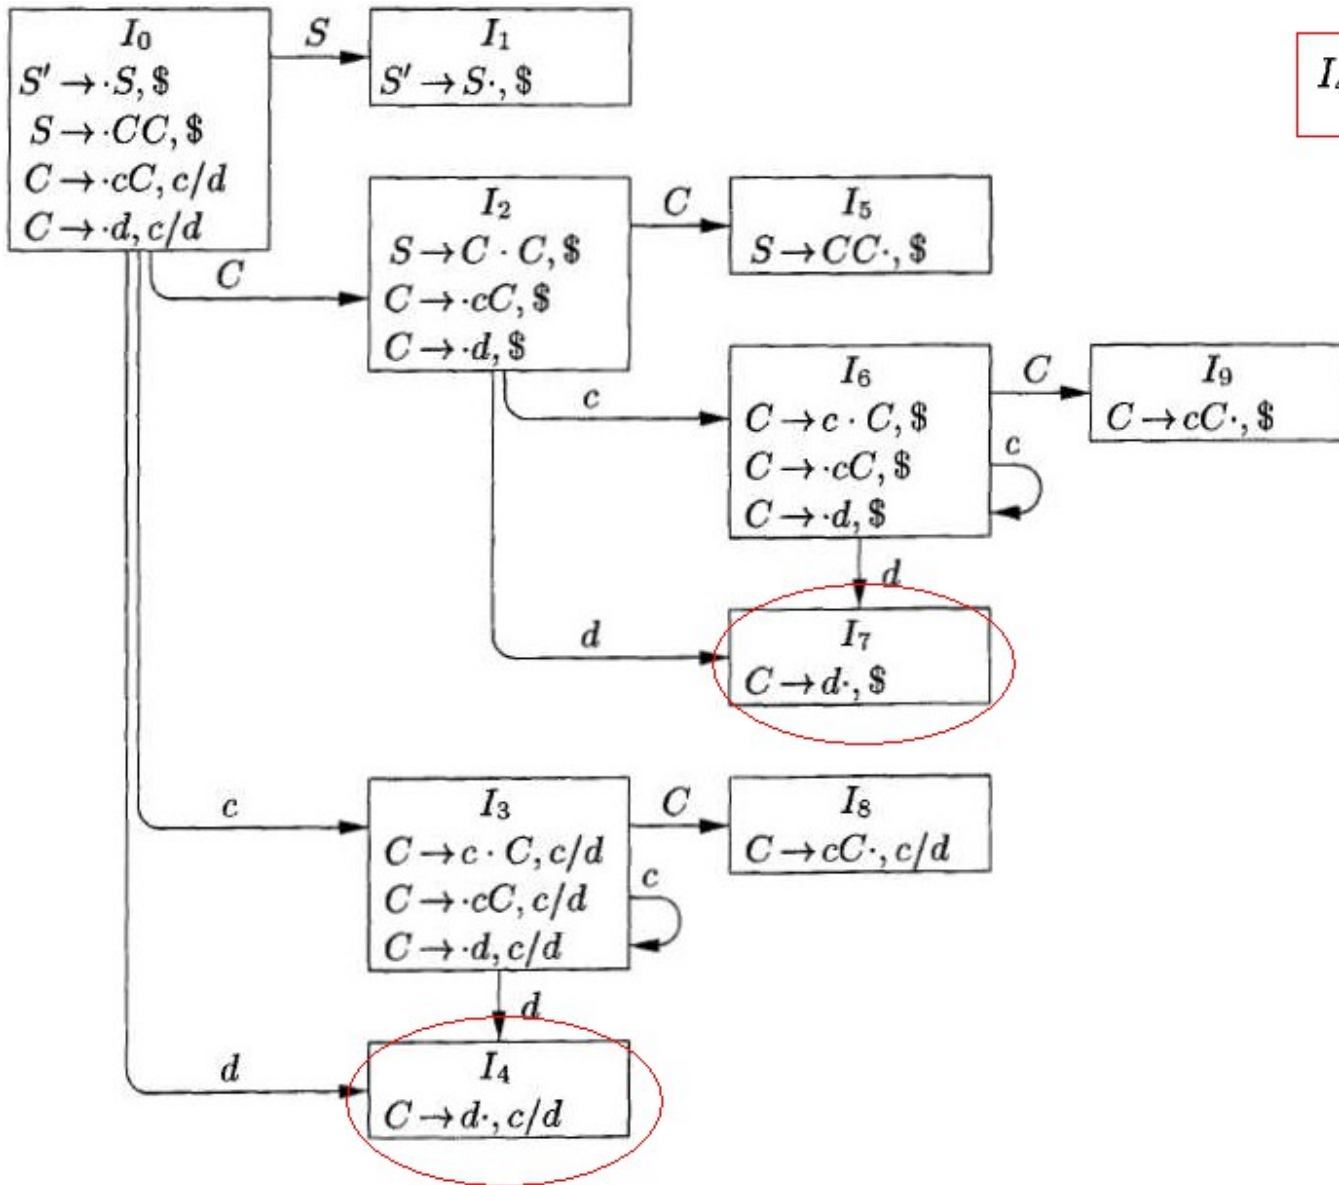 I₀
S' → ·S, $
S → ·CC, $
C → ·cC, c/d
C → ·d, c/d
S
I₁
S' → S·, $
C
I₂
S → C · C, $
C → ·cC, $
C → ·d, $
C
I₅
S → CC·, $
c
I₆
C → c · C, $
C → ·cC, $
C → ·d, $
C
I₉
C → cC·, $
c
d
d
I₇
C → d·, $
c
I₃
C → c · C, c/d
C → ·cC, c/d
C → ·d, c/d
C
I₈
C → cC·, c/d
c
d
d
I₄
C → d·, c/d